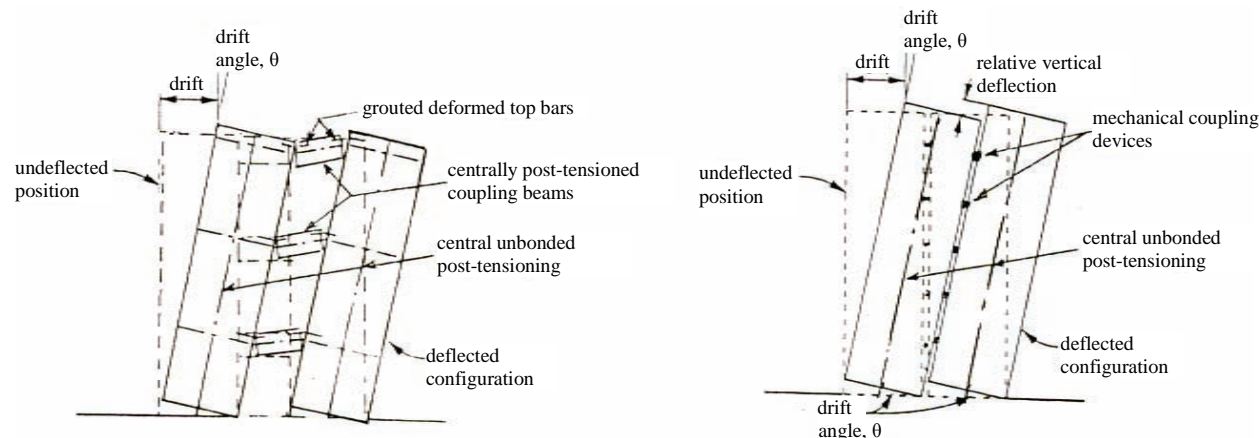 drift
angle, θ
drift
grouted deformed top bars
undeflected
position
centrally post-tensioned
coupling beams
central unbonded
post-tensioning
deflected
configuration
drift
angle, θ
drift
relative vertical
deflection
mechanical coupling
devices
undeflected
position
central unbonded
post-tensioning
deflected
configuration
drift
angle, θ